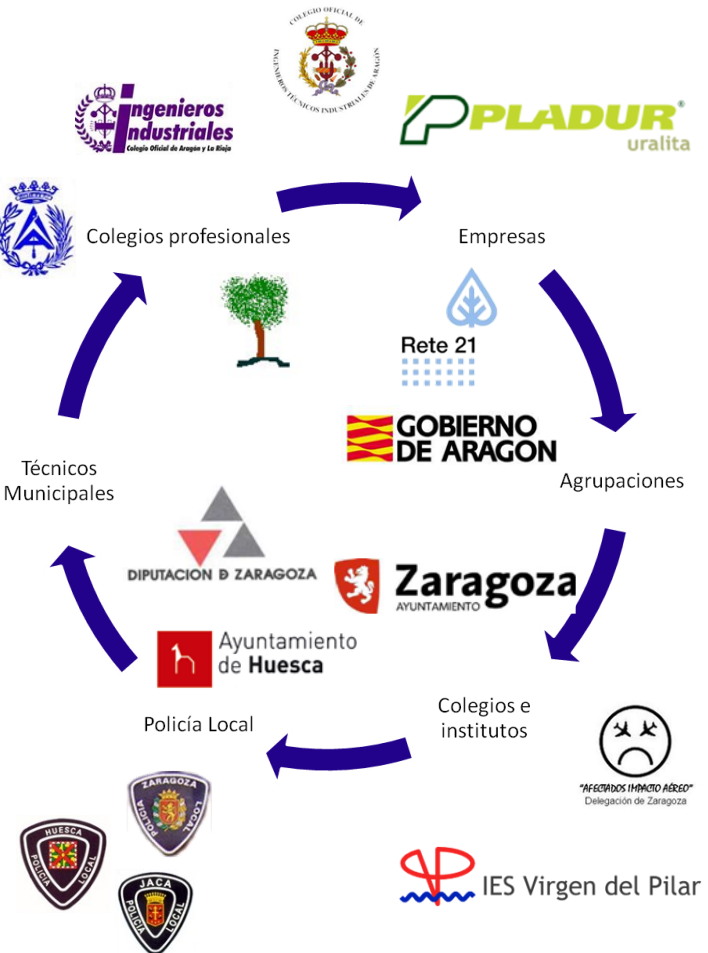 COLEGIO OFICIAL DE
INGENIEROS TÉCNICOS INDUSTRIALES DE ARAGÓN
ingenieros
industriales
Colegio Oficial de Aragón y La Rioja
PLADUR®
uralita
Colegios profesionales
Empresas
Rete 21
GOBIERNO
DE ARAGON
Técnicos
Municipales
Agrupaciones
DIPUTACION D ZARAGOZA
Zaragoza
AYUNTAMIENTO
Ayuntamiento
de Huesca
Colegios e
institutos
Policía Local
"AFECTADOS IMPACTO AÉREO"
Delegación de Zaragoza
ZARAGOZA
POLICIA LOCAL
HUESCA
POLICIA LOCAL
JACA
POLICIA LOCAL
IES Virgen del Pilar